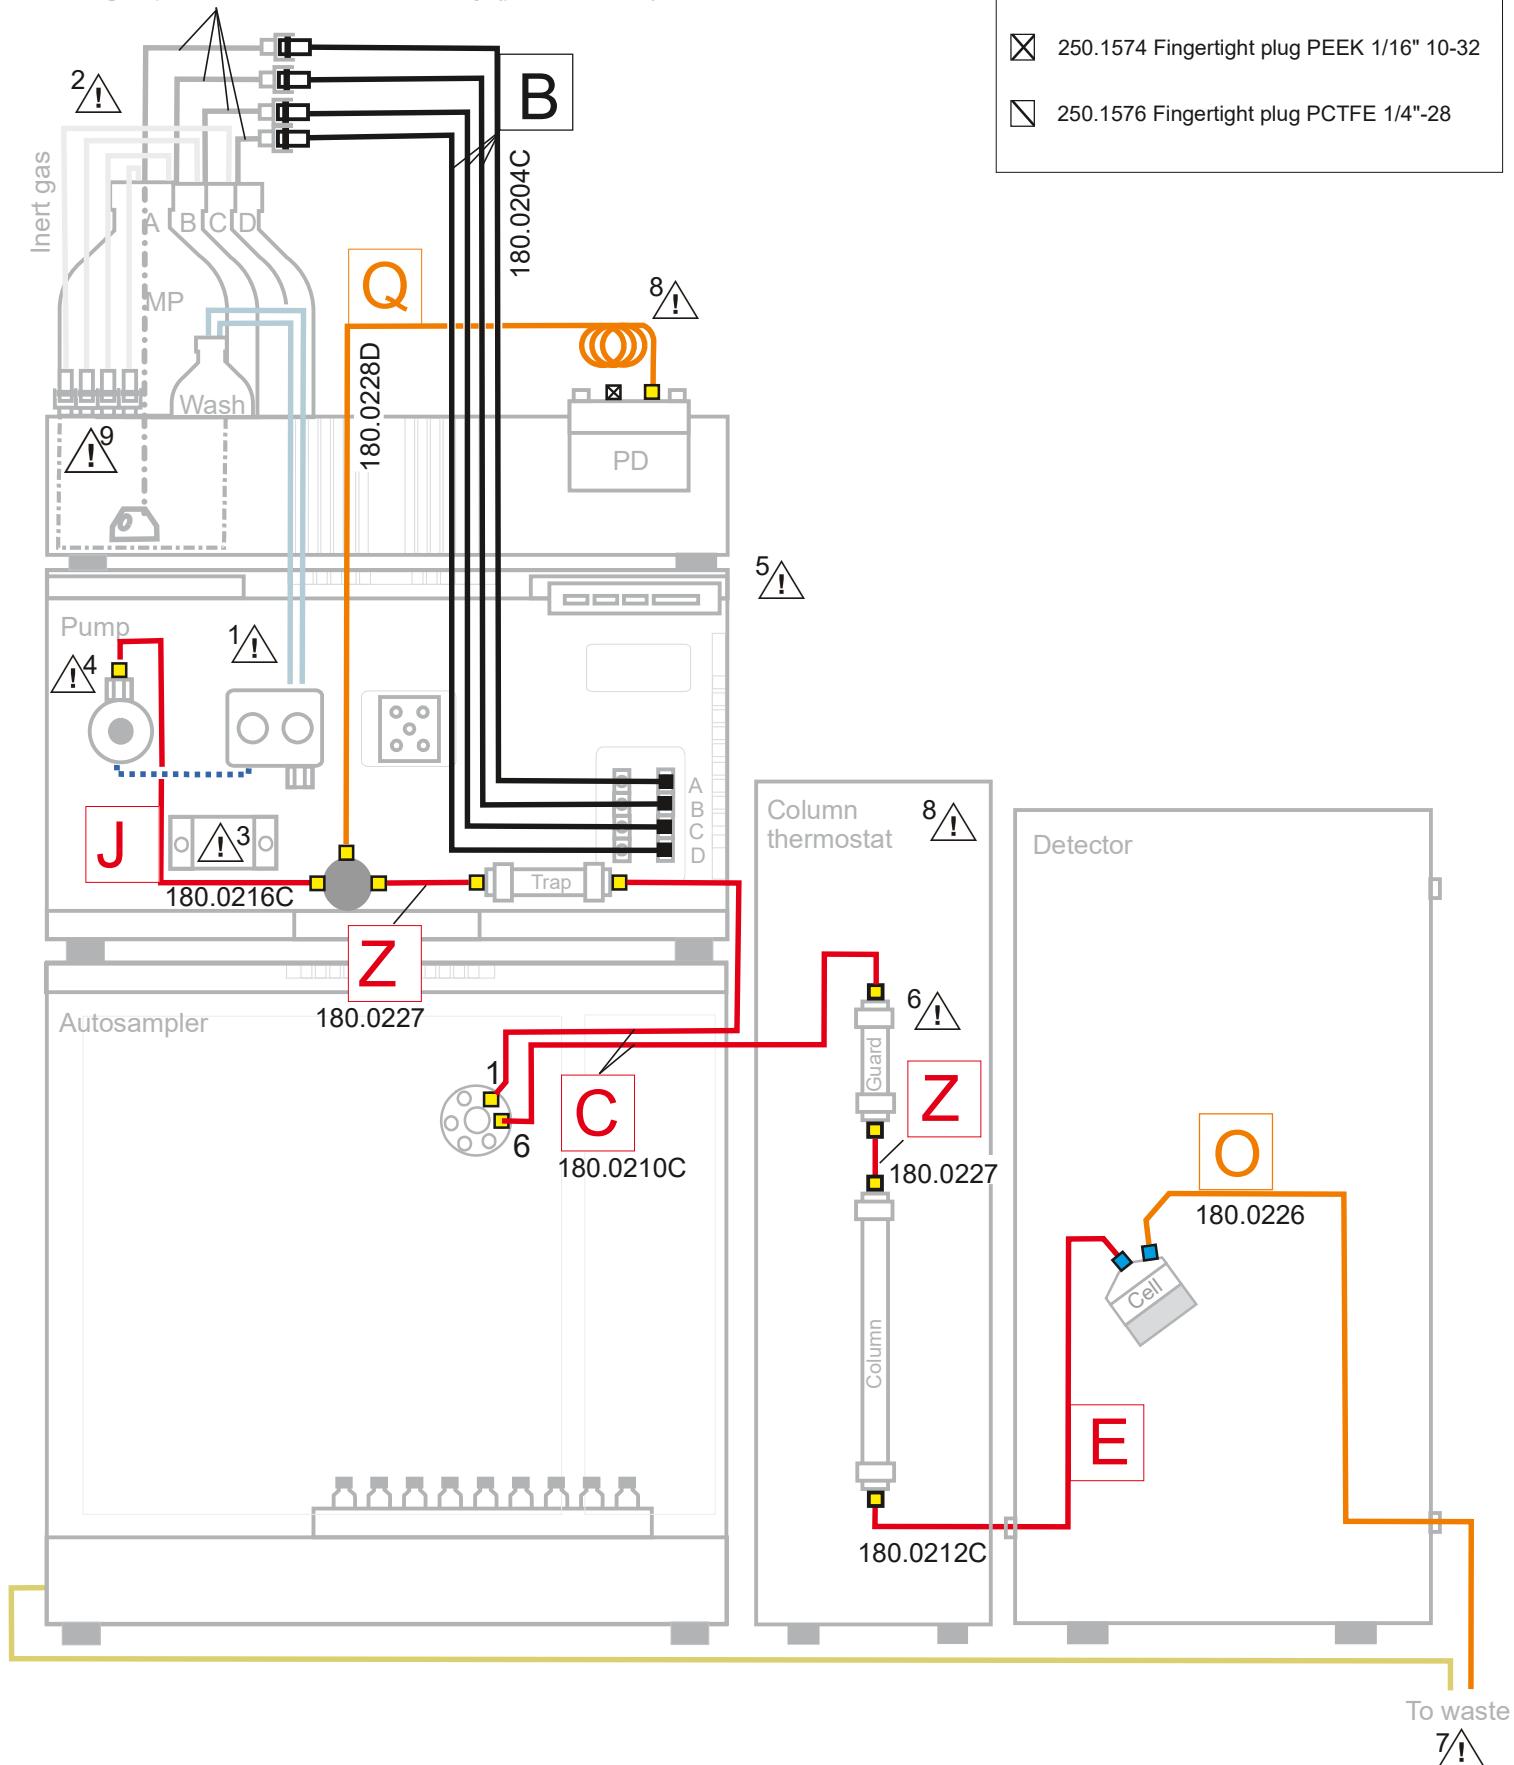 250.1574 Fingertight plug PEEK 1/16" 10-32
250.1576 Fingertight plug PCTFE 1/4"-28
2
!
B
Inert gas
A
B
C
D
180.0204C
MP
Q
8
!
180.0228D
Wash
9
!
PD
5
!
Pump
1
!
4
!
A
B
C
D
J
3
!
180.0216C
Trap
Z
180.0227
Column
thermostat
8
!
Detector
Autosampler
6
!
Guard
1
6
C
180.0210C
Z
180.0227
O
180.0226
Cell
Column
E
180.0212C
To waste
7
!